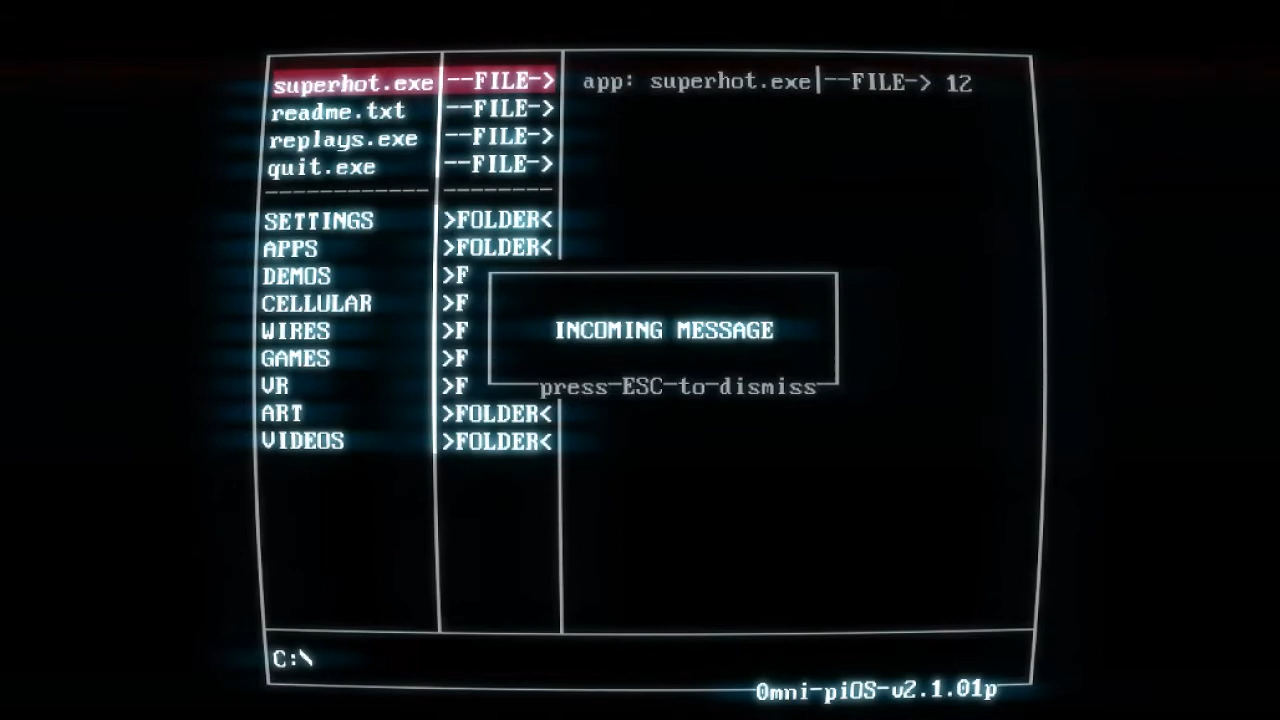 superhot.exe --FILE-> app: superhot.exe|--FILE-> 12
readme.txt --FILE->
replays.exe --FILE->
quit.exe --FILE->
------------ --------
SETTINGS >FOLDER<
APPS >FOLDER<
DEMOS >F
CELLULAR >F
WIRES >F
GAMES >F
VR >F
ART >FOLDER<
VIDEOS >FOLDER<
INCOMING MESSAGE
press-ESC-to-dismiss
C:\
0mni-piOS-v2.1.01p